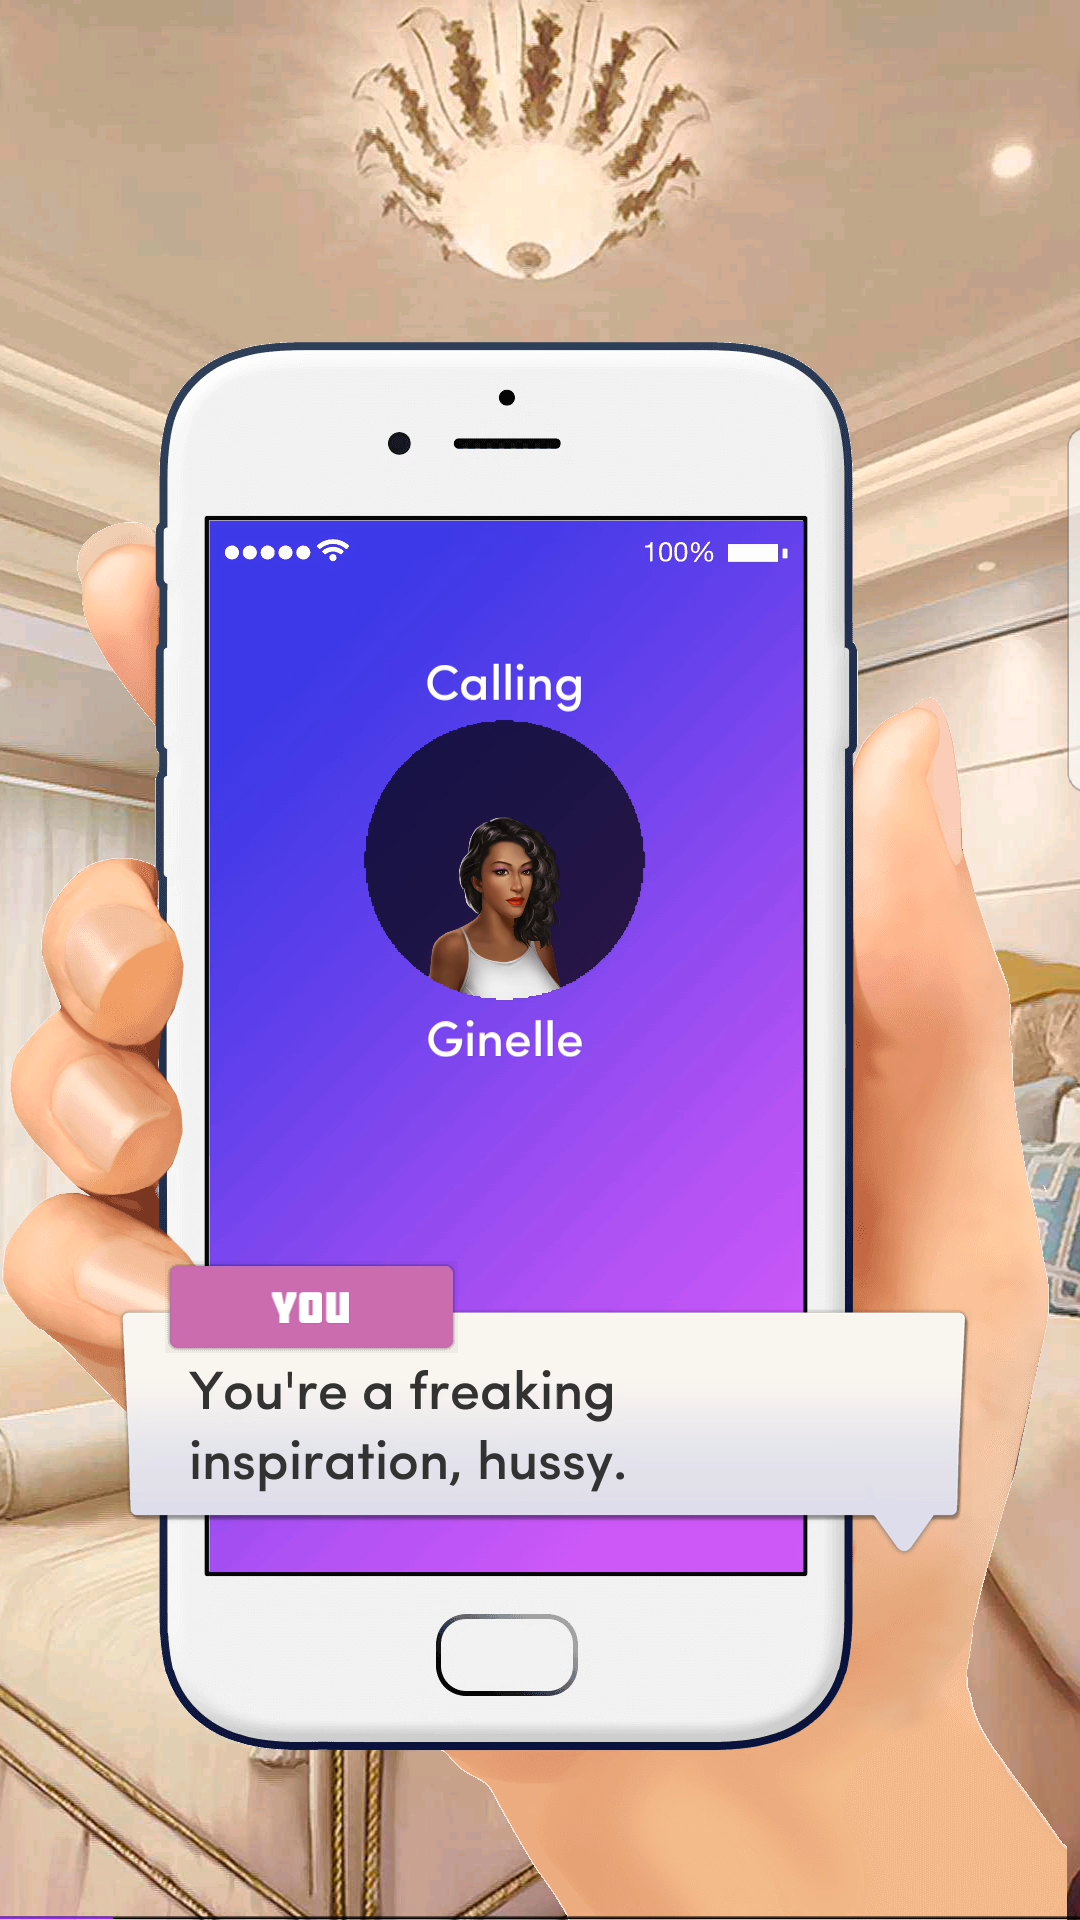 100%
Calling
Ginelle
YOU
You're a freaking
inspiration, hussy.